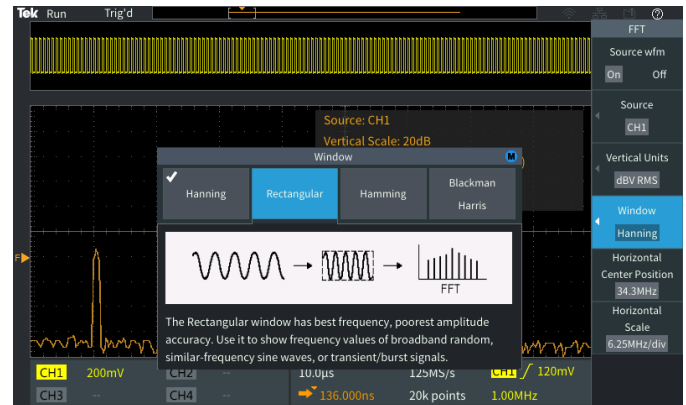 Tek Run Trig'd
FFT
Source wfm
On Off
Source
CH1
Vertical Units
dBV RMS
Window
Hanning
Horizontal
Center Position
34.3MHz
Horizontal
Scale
6.25MHz/div
Source: CH1
Vertical Scale: 20dB
Window M
Hanning
Rectangular
Hamming
Blackman
Harris
FFT
The Rectangular window has best frequency, poorest amplitude
accuracy. Use it to show frequency values of broadband random,
similar-frequency sine waves, or transient/burst signals.
F
CH1 200mV CH2 -- 10.0µs 125MS/s CH1 120mV
CH3 -- CH4 -- 136.000ns 20k points 1.00MHz